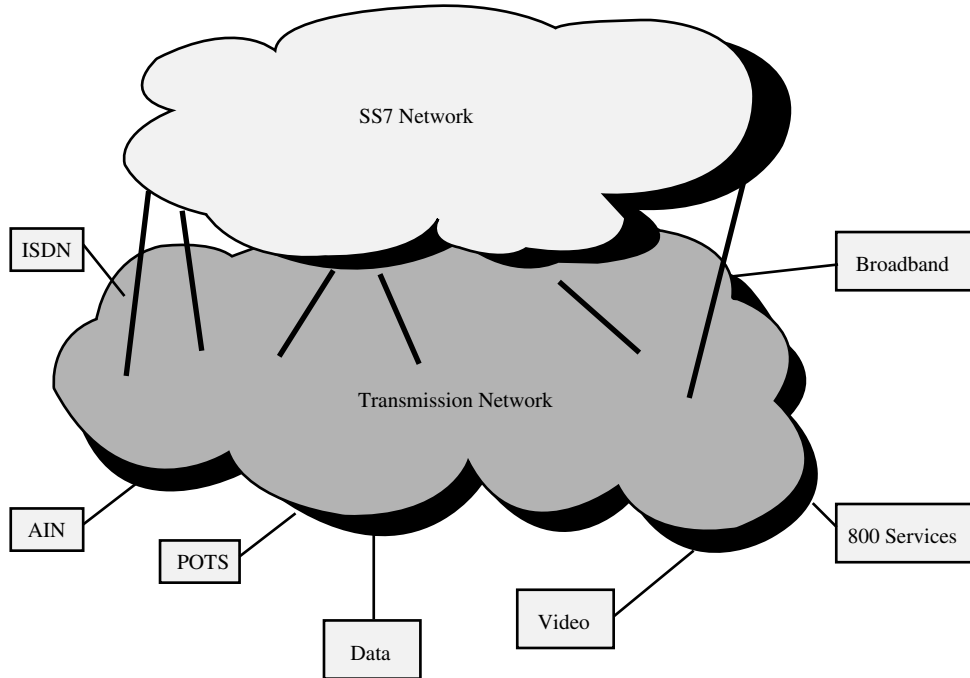 SS7 Network
ISDN
Broadband
Transmission Network
AIN
POTS
800 Services
Video
Data